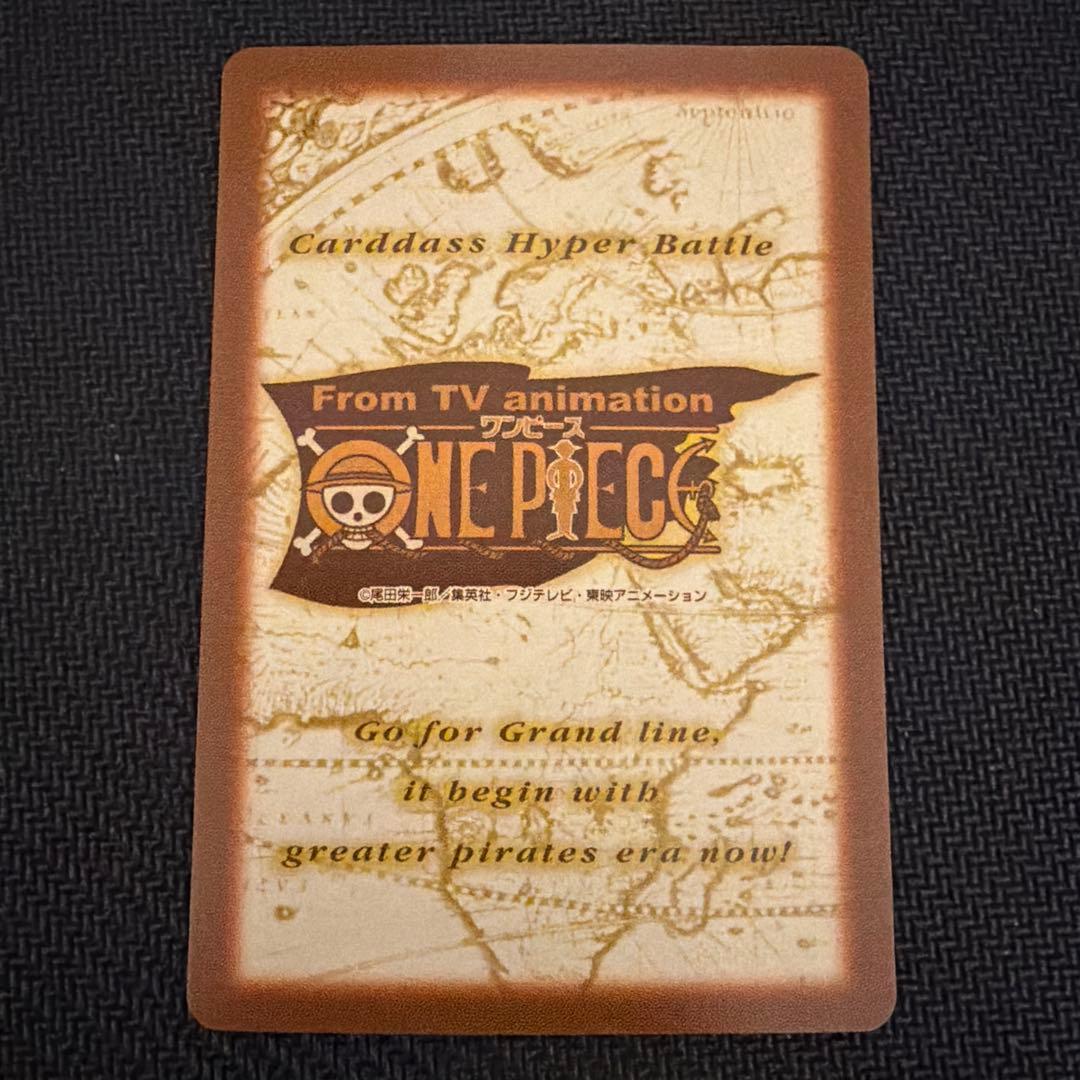 Septentrio
Carddass Hyper Battle
From TV animation
ワンピース
ONE PIECE
©尾田栄一郎／集英社・フジテレビ・東映アニメーション
Go for Grand line,
it begin with
greater pirates era now!